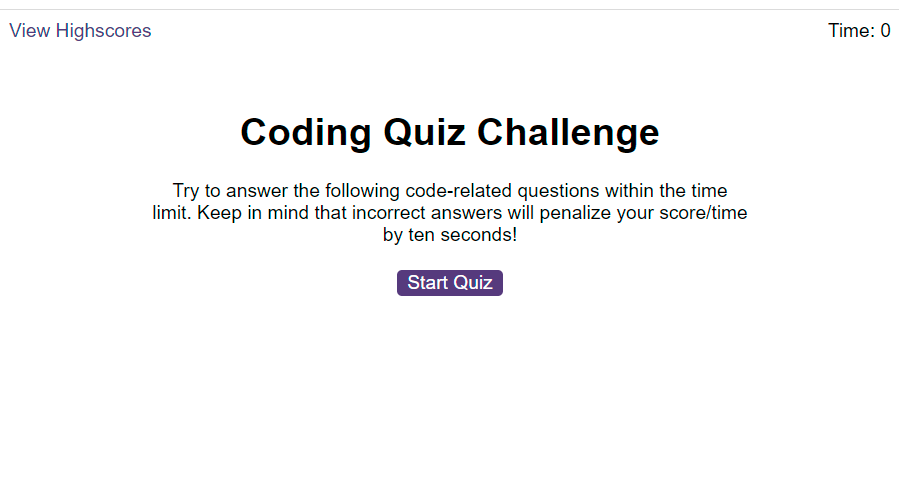 View Highscores
Time: 0
Coding Quiz Challenge
Try to answer the following code-related questions within the time
limit. Keep in mind that incorrect answers will penalize your score/time
by ten seconds!
Start Quiz